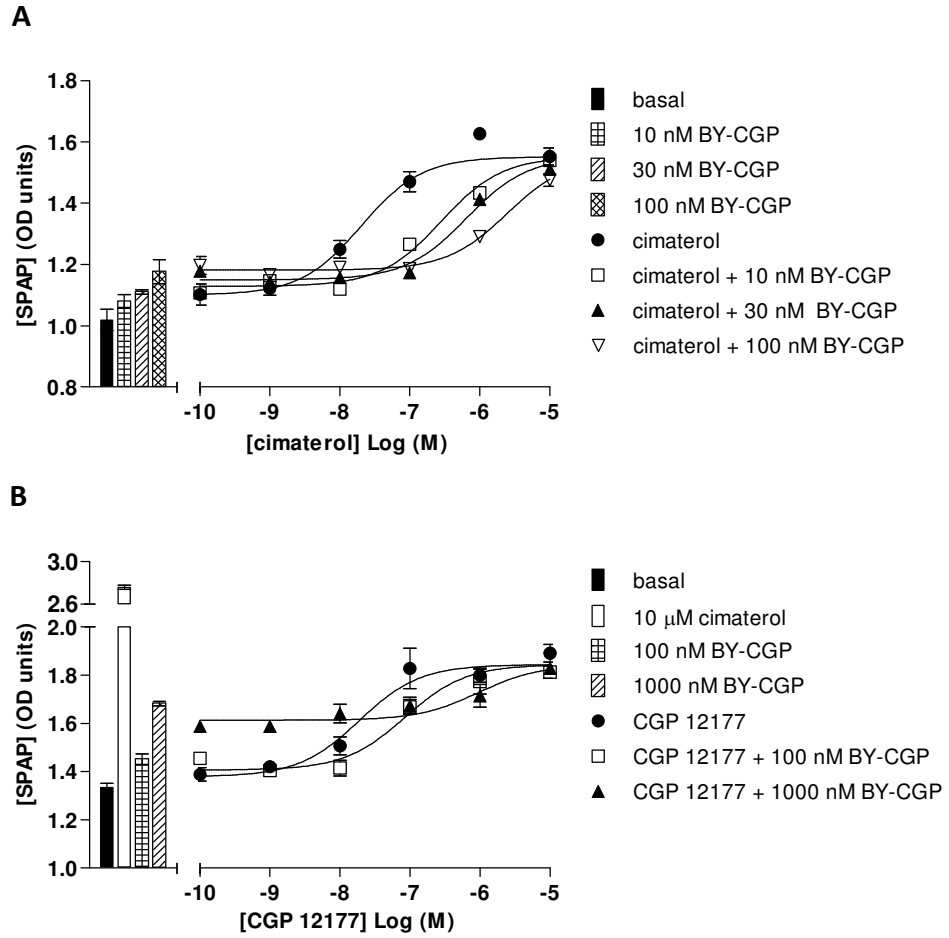 A
[SPAP] (OD units)
1.8
1.6
1.4
1.2
1.0
0.8
-10 -9 -8 -7 -6 -5
[cimaterol] Log (M)
basal
10 nM BY-CGP
30 nM BY-CGP
100 nM BY-CGP
cimaterol
cimaterol + 10 nM BY-CGP
cimaterol + 30 nM BY-CGP
cimaterol + 100 nM BY-CGP
B
[SPAP] (OD units)
3.0
2.6
2.0
1.8
1.6
1.4
1.2
1.0
-10 -9 -8 -7 -6 -5
[CGP 12177] Log (M)
basal
10 μM cimaterol
100 nM BY-CGP
1000 nM BY-CGP
CGP 12177
CGP 12177 + 100 nM BY-CGP
CGP 12177 + 1000 nM BY-CGP